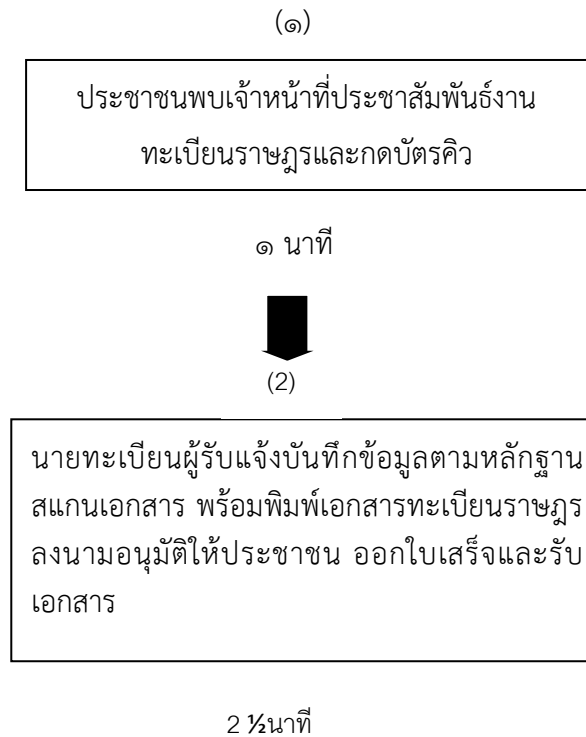 (๑)
ประชาชนพบเจ้าหน้าที่ประชาสัมพันธ์งาน
ทะเบียนราษฎรและกดบัตรคิว
๑ นาที
(2)
นายทะเบียนผู้รับแจ้งบันทึกข้อมูลตามหลักฐาน
สแกนเอกสาร พร้อมพิมพ์เอกสารทะเบียนราษฎร
ลงนามอนุมัติให้ประชาชน ออกใบเสร็จและรับ
เอกสาร
2 ½นาที